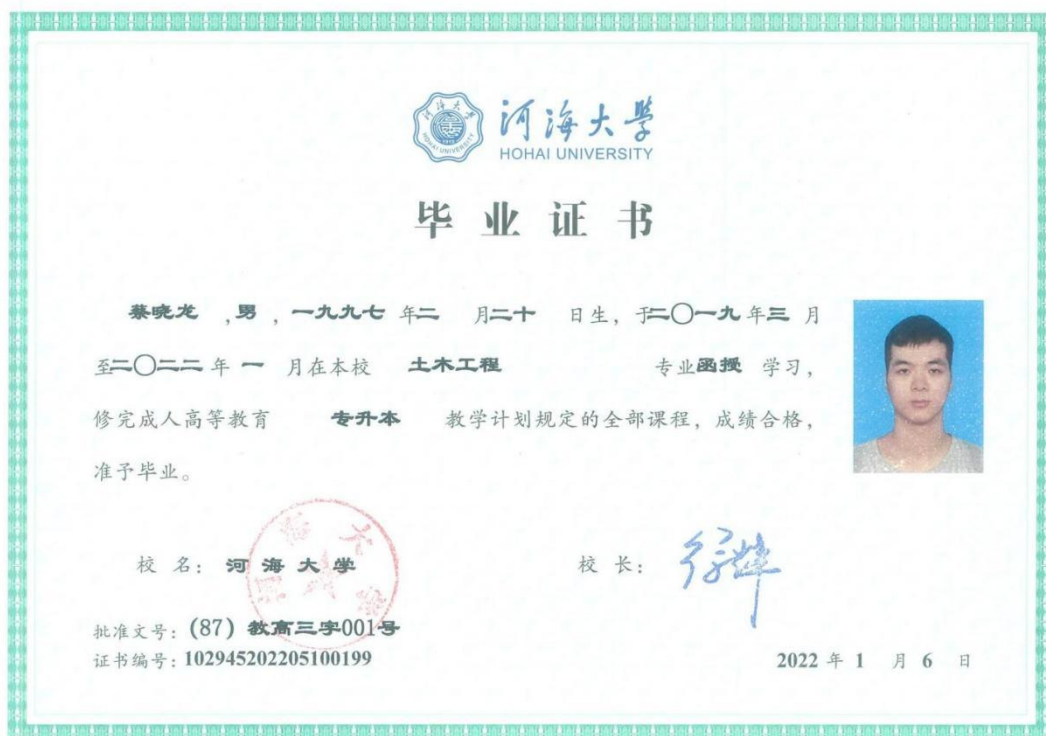 河海大學
HOHAI UNIVERSITY
毕业证书
蔡晓龙 ,男,一九九七年二 月二十 日生,于二〇一九年三月
至二〇二二年一 月在本校 土木工程 专业函授 学习,
修完成人高等教育 专升本 教学计划规定的全部课程,成绩合格,
准予毕业。
校 名: 河海大学 校 长: 徐辉
批准文号: (87) 教高三字001号
证书编号: 102945202205100199 2022 年 1 月 6 日